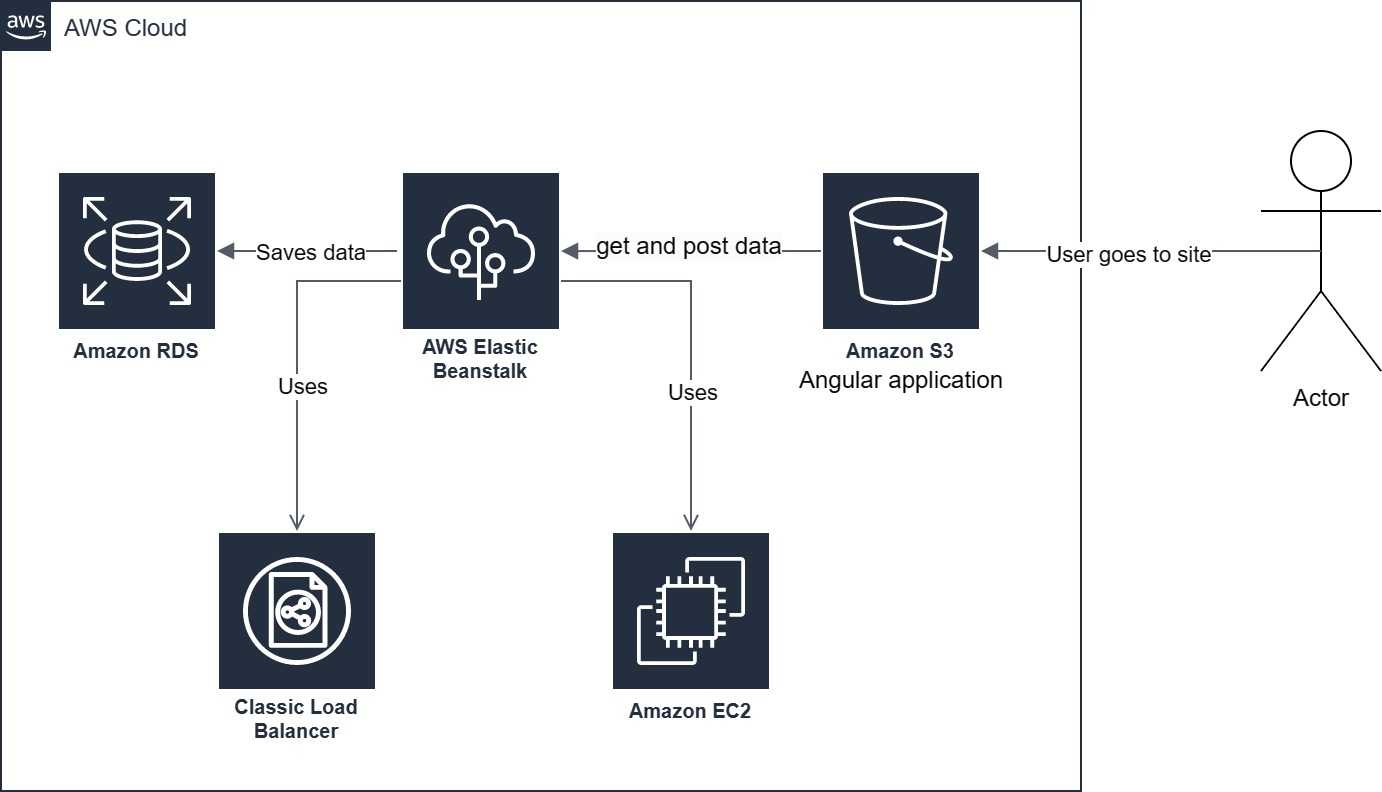 aws
AWS Cloud
Saves data
get and post data
User goes to site
Amazon RDS
AWS Elastic
Beanstalk
Amazon S3
Angular application
Actor
Uses
Uses
Classic Load
Balancer
Amazon EC2